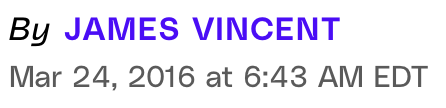 By JAMES VINCENT
Mar 24, 2016 at 6:43 AM EDT